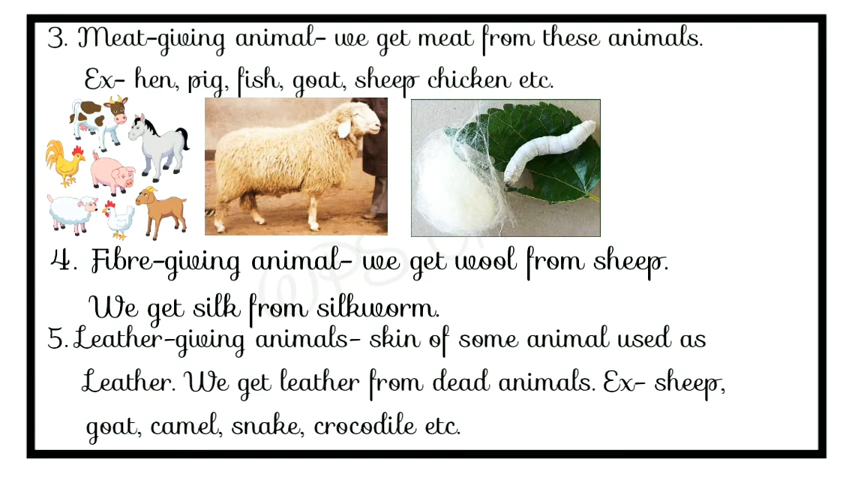 3. Meat-giving animal- we get meat from these animals.
Ex- hen, pig, fish, goat, sheep chicken etc.
4. Fibre-giving animal- we get wool from sheep.
We get silk from silkworm.
5. Leather-giving animals- skin of some animal used as
Leather. We get leather from dead animals. Ex- sheep,
goat, camel, snake, crocodile etc.